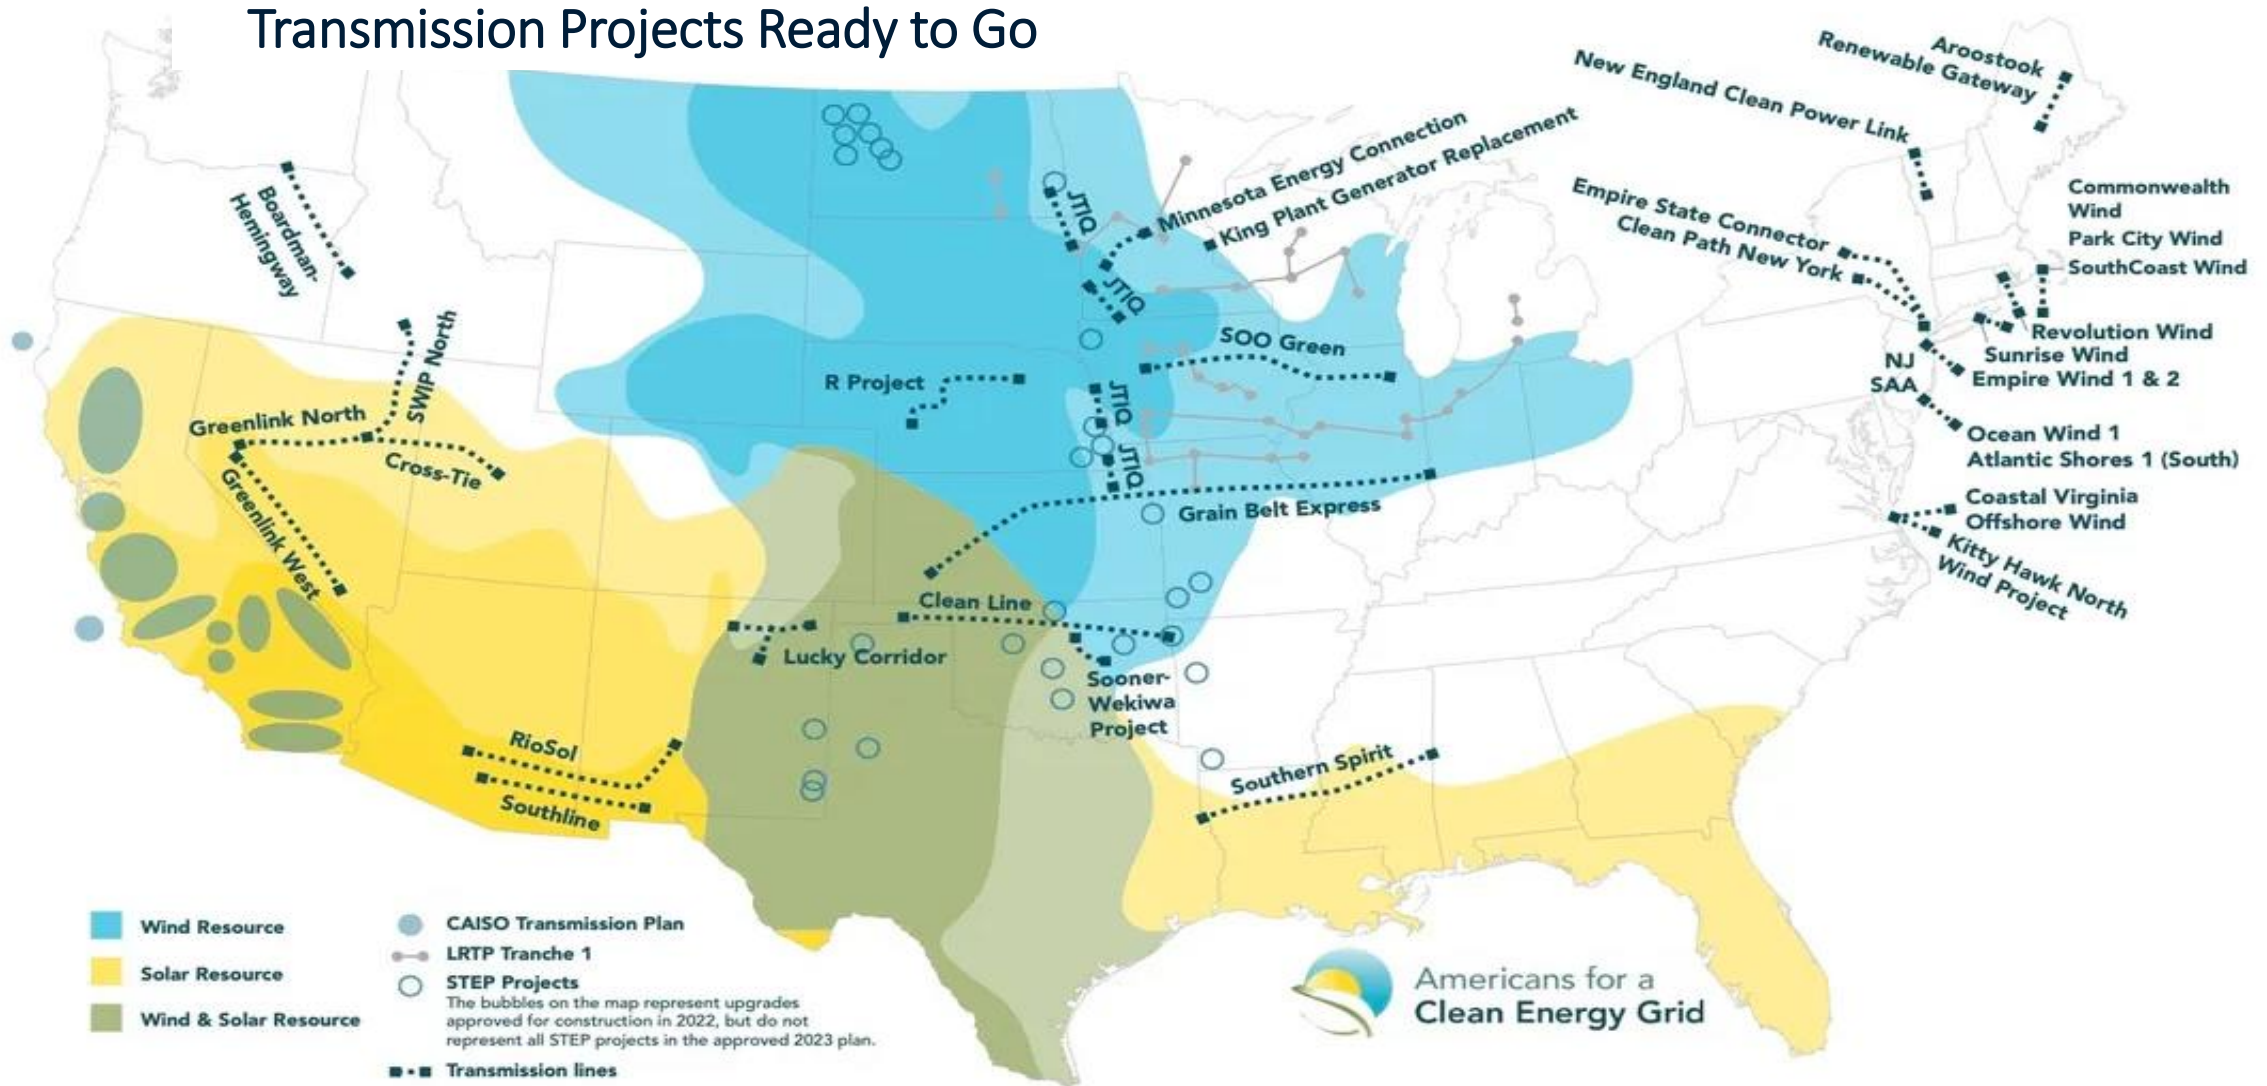 Transmission Projects Ready to Go
Aroostook
Renewable Gateway
New England Clean Power Link
Minnesota Energy Connection
King Plant Generator Replacement
Empire State Connector
Clean Path New York
Commonwealth
Wind
Park City Wind
SouthCoast Wind
Revolution Wind
Sunrise Wind
Empire Wind 1 & 2
NJ
SAA
Ocean Wind 1
Atlantic Shores 1 (South)
Coastal Virginia
Offshore Wind
Kitty Hawk North
Wind Project
Boardman-
Hemingway
JTIQ
JTIQ
SWIP North
SOO Green
R Project
JTIQ
JTIQ
Greenlink North
Cross-Tie
Greenlink West
Grain Belt Express
Clean Line
Lucky Corridor
Sooner-
Wekiwa
Project
RioSol
Southline
Southern Spirit
Wind Resource
Solar Resource
Wind & Solar Resource
CAISO Transmission Plan
LRTP Tranche 1
STEP Projects
The bubbles on the map represent upgrades
approved for construction in 2022, but do not
represent all STEP projects in the approved 2023 plan.
Transmission lines
Americans for a
Clean Energy Grid